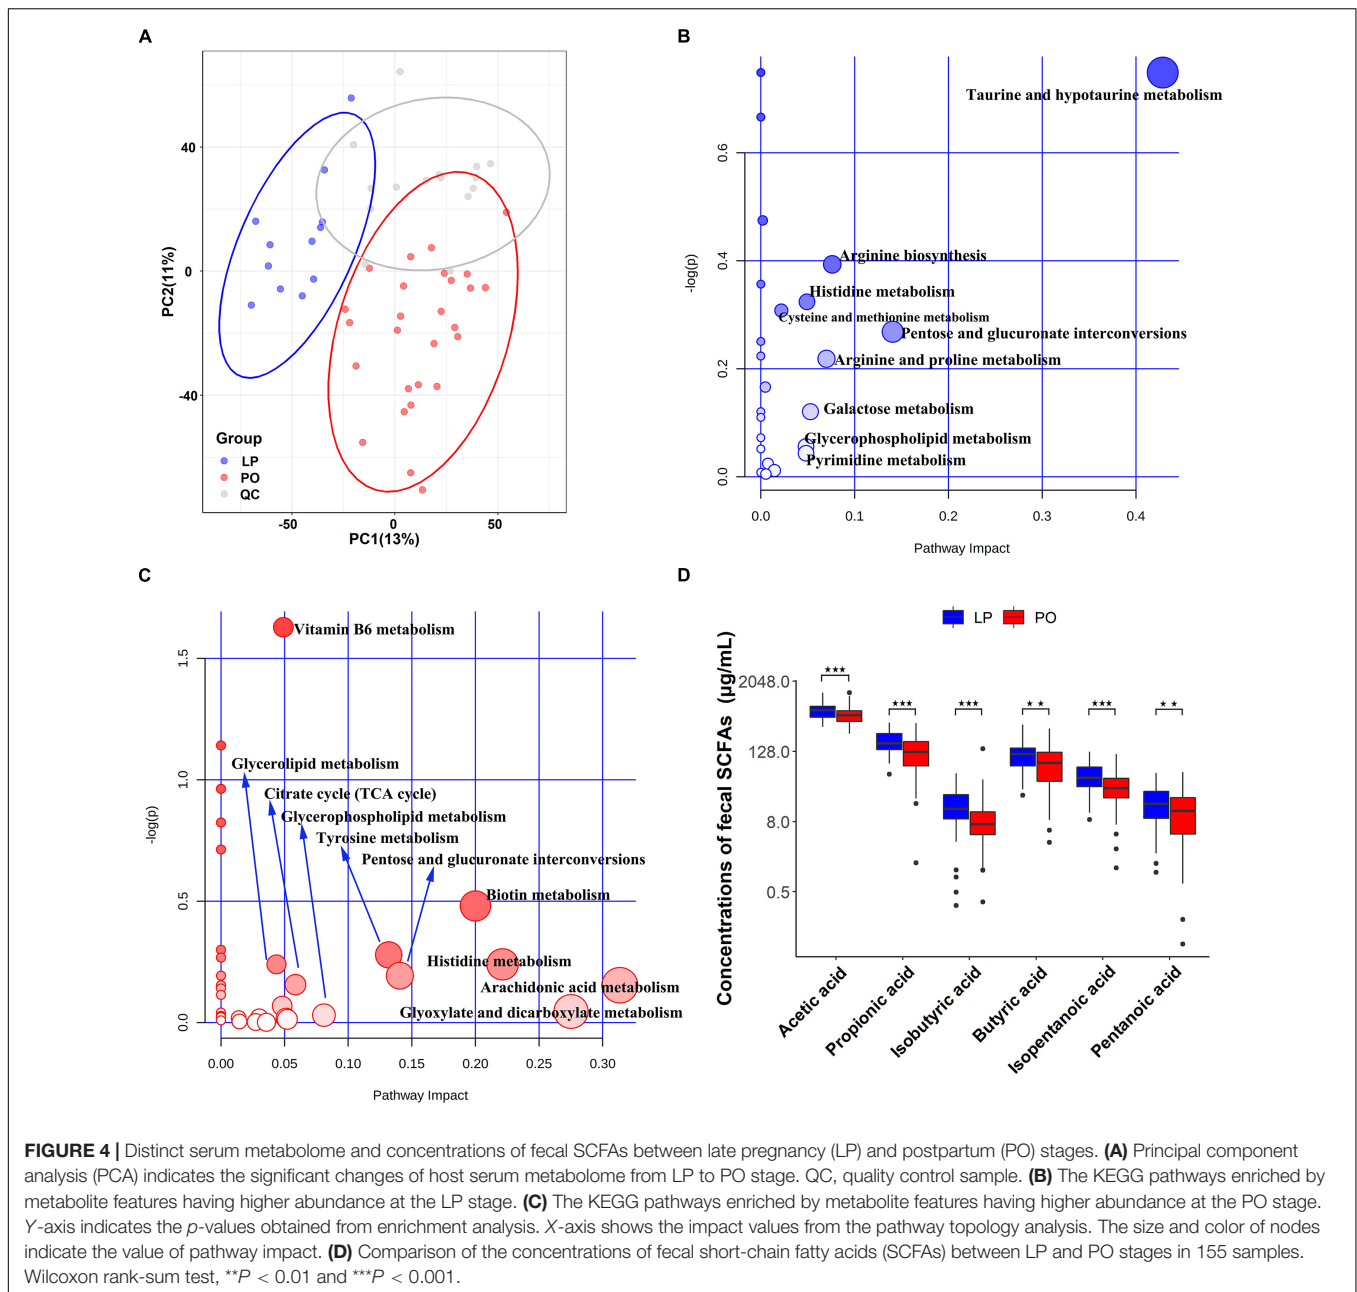 A
40
0
-40
PC2(11%)
Group
LP
PO
QC
-50
0
50
PC1(13%)
B
Taurine and hypotaurine metabolism
0.6
Arginine biosynthesis
0.4
-log(p)
Histidine metabolism
Cysteine and methionine metabolism
Pentose and glucuronate interconversions
Arginine and proline metabolism
0.2
Galactose metabolism
Glycerophospholipid metabolism
Pyrimidine metabolism
0.0
0.0
0.1
0.2
0.3
0.4
Pathway Impact
C
Vitamin B6 metabolism
1.5
Glycerolipid metabolism
1.0
Citrate cycle (TCA cycle)
Glycerophospholipid metabolism
-log(p)
Tyrosine metabolism
Pentose and glucuronate interconversions
Biotin metabolism
0.5
Histidine metabolism
Arachidonic acid metabolism
Glyoxylate and dicarboxylate metabolism
0.0
0.00
0.05
0.10
0.15
0.20
0.25
0.30
Pathway Impact
D
LP
PO
Concentrations of fecal SCFAs (μg/mL)
2048.0
128.0
8.0
0.5
★★★
★★★
★★★
★★
★★★
★★
Acetic acid
Propionic acid
Isobutyric acid
Butyric acid
Isopentanoic acid
Pentanoic acid
FIGURE 4 | Distinct serum metabolome and concentrations of fecal SCFAs between late pregnancy (LP) and postpartum (PO) stages. (A) Principal component
analysis (PCA) indicates the significant changes of host serum metabolome from LP to PO stage. QC, quality control sample. (B) The KEGG pathways enriched by
metabolite features having higher abundance at the LP stage. (C) The KEGG pathways enriched by metabolite features having higher abundance at the PO stage.
Y-axis indicates the p-values obtained from enrichment analysis. X-axis shows the impact values from the pathway topology analysis. The size and color of nodes
indicate the value of pathway impact. (D) Comparison of the concentrations of fecal short-chain fatty acids (SCFAs) between LP and PO stages in 155 samples.
Wilcoxon rank-sum test, **P < 0.01 and ***P < 0.001.